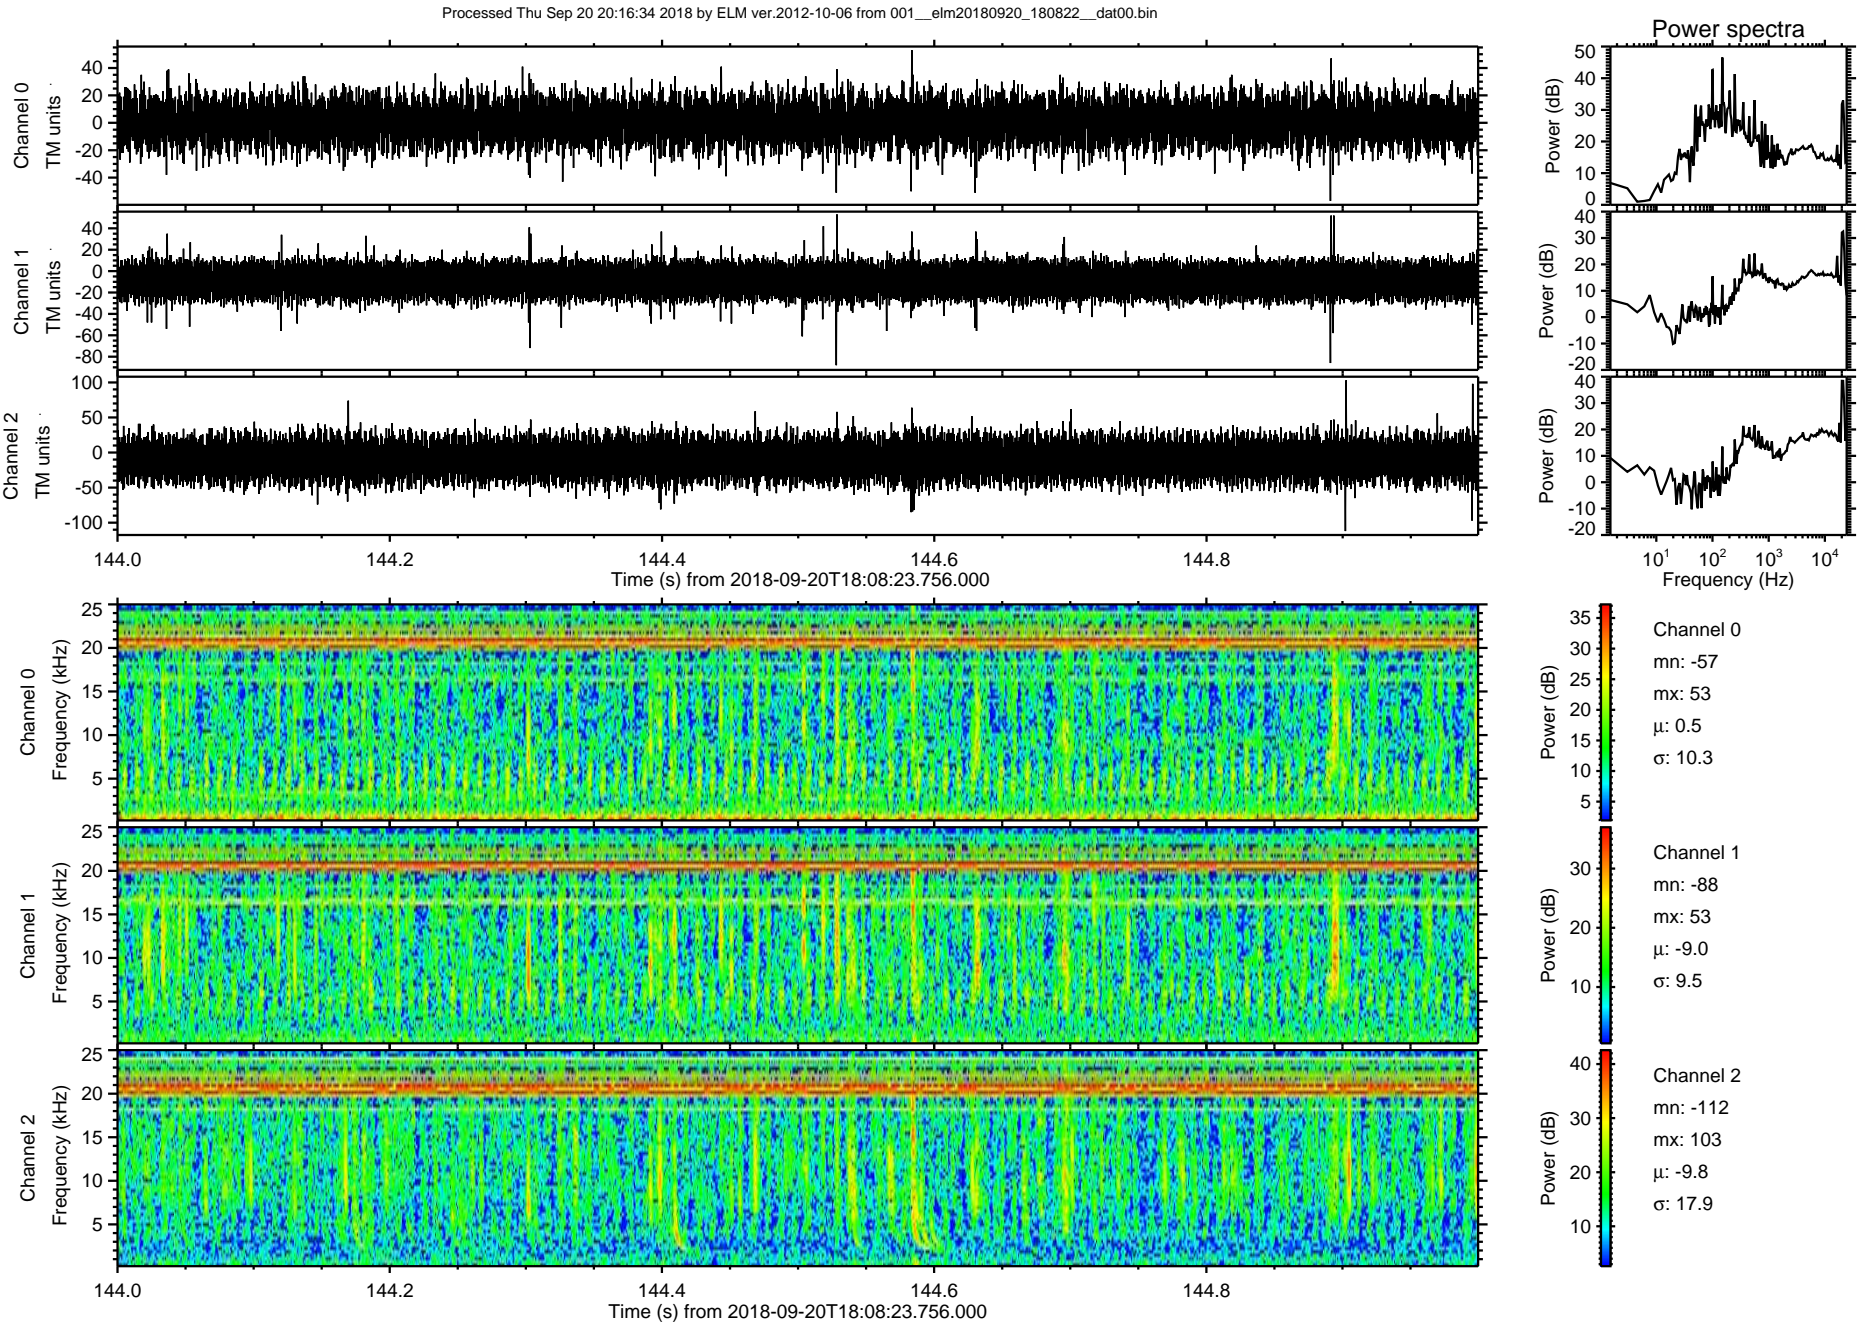 Processed Thu Sep 20 20:16:34 2018 by ELM ver.2012-10-06 from 001__elm20180920_180822__dat00.bin
Power spectra
Channel 0
TM units
40
20
0
-20
-40
Power (dB)
50
40
30
20
10
0
Channel 1
TM units
40
20
0
-20
-40
-60
-80
Power (dB)
40
30
20
10
0
-10
-20
Channel 2
TM units
100
50
0
-50
-100
Power (dB)
40
30
20
10
0
-10
-20
144.0 144.2 144.4 144.6 144.8
Time (s) from 2018-09-20T18:08:23.756.000
10^1 10^2 10^3 10^4
Frequency (Hz)
Channel 0
Frequency (kHz)
25
20
15
10
5
Power (dB)
35
30
25
20
15
10
5
Channel 0
mn: -57
mx: 53
μ: 0.5
σ: 10.3
Channel 1
Frequency (kHz)
25
20
15
10
5
Power (dB)
30
20
10
Channel 1
mn: -88
mx: 53
μ: -9.0
σ: 9.5
Channel 2
Frequency (kHz)
25
20
15
10
5
Power (dB)
40
30
20
10
Channel 2
mn: -112
mx: 103
μ: -9.8
σ: 17.9
144.0 144.2 144.4 144.6 144.8
Time (s) from 2018-09-20T18:08:23.756.000